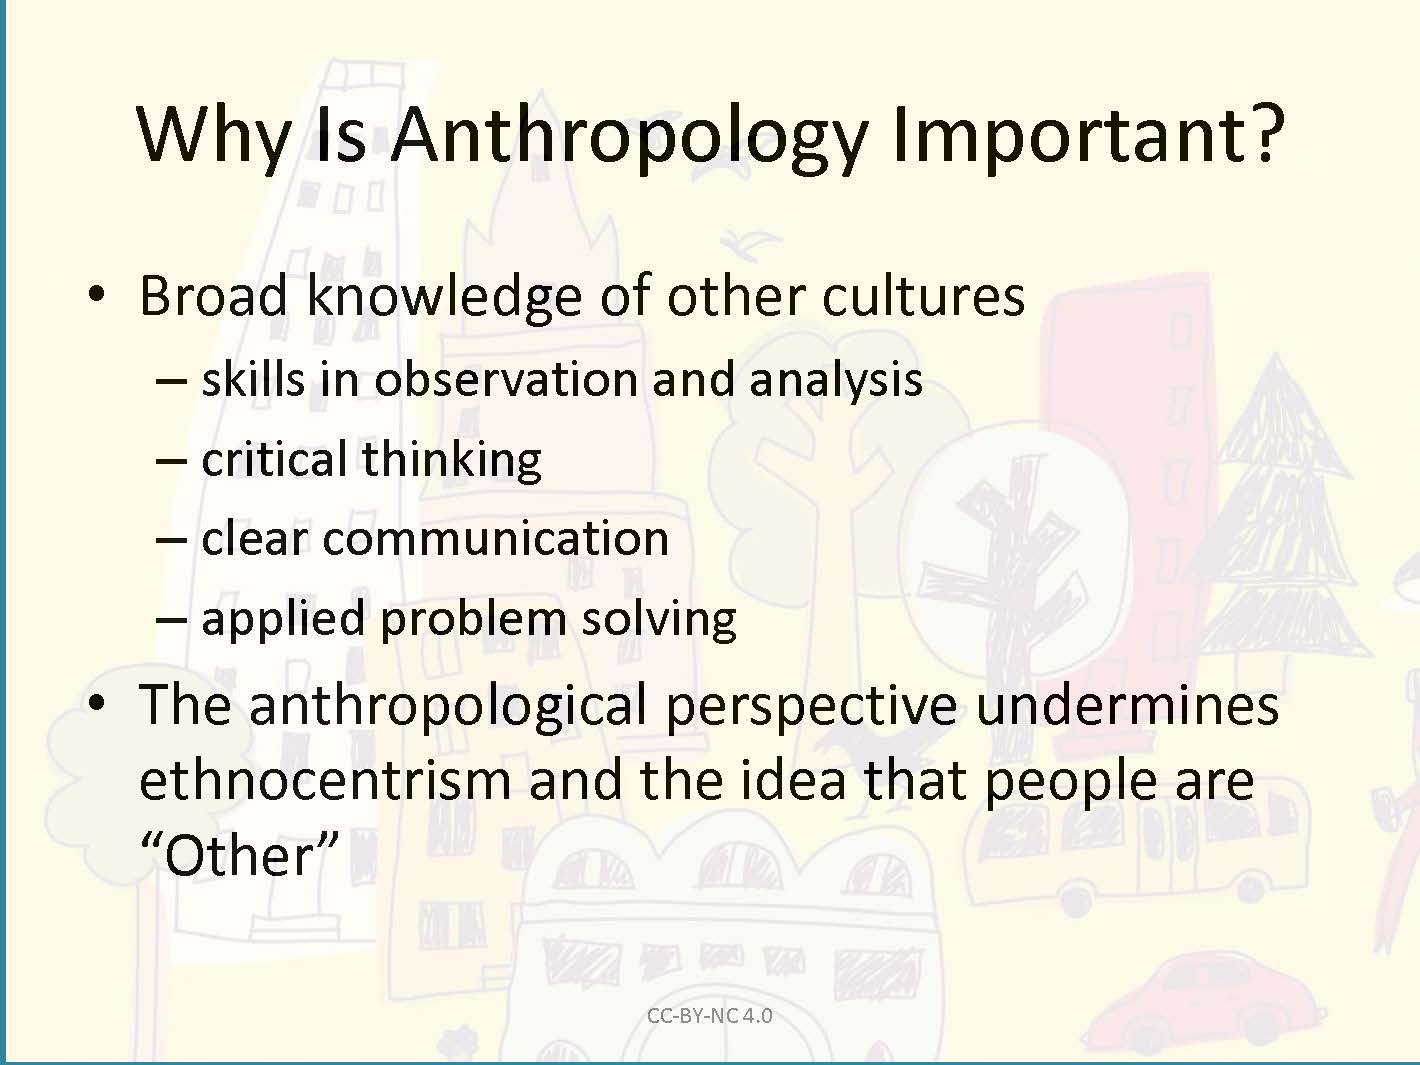 Why Is Anthropology Important?
• Broad knowledge of other cultures
– skills in observation and analysis
– critical thinking
– clear communication
– applied problem solving
• The anthropological perspective undermines
ethnocentrism and the idea that people are
“Other”
CC-BY-NC 4.0